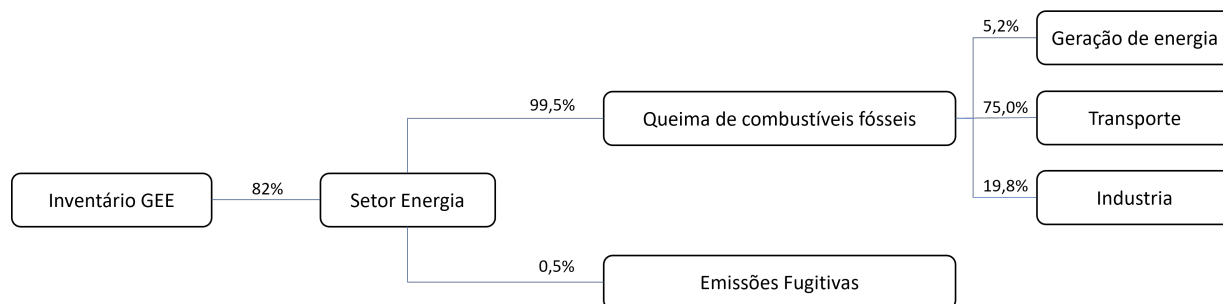 5,2%
Geração de energia
99,5%
Queima de combustíveis fósseis
75,0%
Transporte
Inventário GEE
82%
Setor Energia
19,8%
Industria
0,5%
Emissões Fugitivas